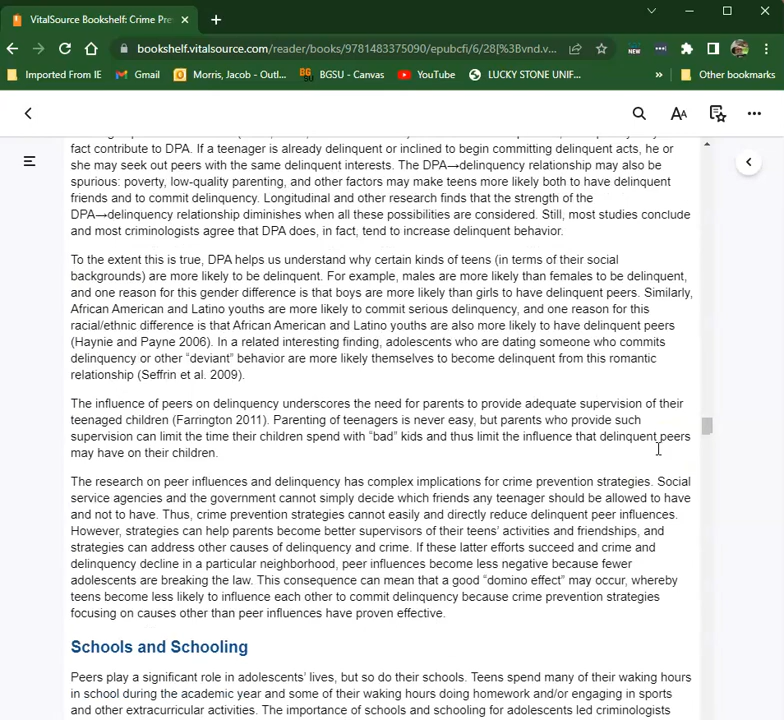 VitalSource Bookshelf: Crime Pre
bookshelf.vitalsource.com/reader/books/9781483375090/epubcfi/6/28[%3Bvnd.v...
Imported From IE
Gmail
Morris, Jacob - Outl...
BGSU - Canvas
YouTube
LUCKY STONE UNIF...
»
Other bookmarks
NEW
AA
fact contribute to DPA. If a teenager is already delinquent or inclined to begin committing delinquent acts, he or
she may seek out peers with the same delinquent interests. The DPA→delinquency relationship may also be
spurious: poverty, low-quality parenting, and other factors may make teens more likely both to have delinquent
friends and to commit delinquency. Longitudinal and other research finds that the strength of the
DPA→delinquency relationship diminishes when all these possibilities are considered. Still, most studies conclude
and most criminologists agree that DPA does, in fact, tend to increase delinquent behavior.
To the extent this is true, DPA helps us understand why certain kinds of teens (in terms of their social
backgrounds) are more likely to be delinquent. For example, males are more likely than females to be delinquent,
and one reason for this gender difference is that boys are more likely than girls to have delinquent peers. Similarly,
African American and Latino youths are more likely to commit serious delinquency, and one reason for this
racial/ethnic difference is that African American and Latino youths are also more likely to have delinquent peers
(Haynie and Payne 2006). In a related interesting finding, adolescents who are dating someone who commits
delinquency or other “deviant” behavior are more likely themselves to become delinquent from this romantic
relationship (Seffrin et al. 2009).
The influence of peers on delinquency underscores the need for parents to provide adequate supervision of their
teenaged children (Farrington 2011). Parenting of teenagers is never easy, but parents who provide such
supervision can limit the time their children spend with “bad” kids and thus limit the influence that delinquent peers
may have on their children.
The research on peer influences and delinquency has complex implications for crime prevention strategies. Social
service agencies and the government cannot simply decide which friends any teenager should be allowed to have
and not to have. Thus, crime prevention strategies cannot easily and directly reduce delinquent peer influences.
However, strategies can help parents become better supervisors of their teens’ activities and friendships, and
strategies can address other causes of delinquency and crime. If these latter efforts succeed and crime and
delinquency decline in a particular neighborhood, peer influences become less negative because fewer
adolescents are breaking the law. This consequence can mean that a good “domino effect” may occur, whereby
teens become less likely to influence each other to commit delinquency because crime prevention strategies
focusing on causes other than peer influences have proven effective.
Schools and Schooling
Peers play a significant role in adolescents’ lives, but so do their schools. Teens spend many of their waking hours
in school during the academic year and some of their waking hours doing homework and/or engaging in sports
and other extracurricular activities. The importance of schools and schooling for adolescents led criminologists